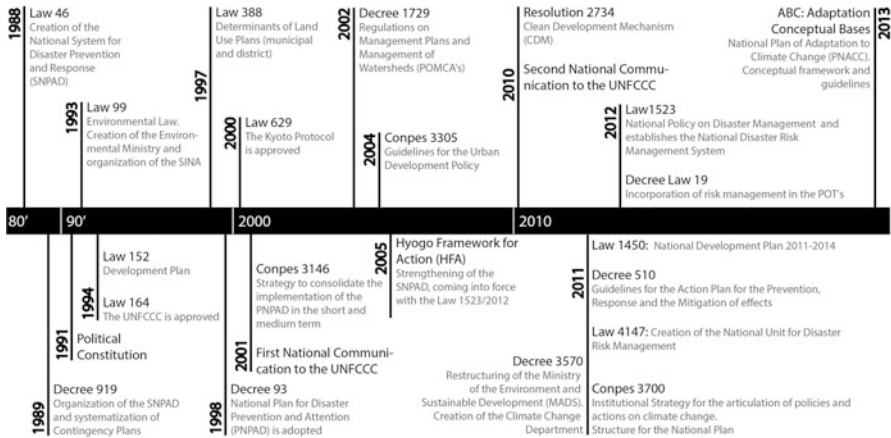 1988
Law 46
Creation of the
National System for
Disaster Prevention
and Response
(SNPAD)
1993
Law 99
Environmental Law.
Creation of the Environ-
mental Ministry and
organization of the SINA
1997
Law 388
Determinants of Land
Use Plans (municipal
and district)
2000
Law 629
The Kyoto Protocol
is approved
2002
Decree 1729
Regulations on
Management Plans and
Management of
Watersheds (POMCA's)
2004
Conpes 3305
Guidelines for the Urban
Development Policy
2010
Resolution 2734
Clean Development Mechanism
(CDM)
Second National Commu-
nication to the UNFCCC
2012
Law1523
National Policy on Disaster Management and
establishes the National Disaster Risk
Management System
Decree Law 19
Incorporation of risk management in the POT's
2013
ABC: Adaptation
Conceptual Bases
National Plan of Adaptation to
Climate Change (PNACC).
Conceptual framework and
guidelines
80' 90' 2000 2010
1989
Decree 919
Organization of the SNPAD
and systematization of
Contingency Plans
1991
Political
Constitution
1994
Law 152
Development Plan
Law 164
The UNFCCC is approved
1998
Decree 93
National Plan for Disaster
Prevention and Attention
(PNPAD) is adopted
2001
Conpes 3146
Strategy to consolidate the
implementation of the
PNPAD in the short and
medium term
First National Communi-
cation to the UNFCCC
2005
Hyogo Framework for
Action (HFA)
Strengthening of the
SNPAD, coming into force
with the Law 1523/2012
2011
Decree 3570
Restructuring of the Ministry
of the Environment and
Sustainable Development (MADS).
Creation of the Climate Change
Department
Law 1450: National Development Plan 2011-2014
Decree 510
Guidelines for the Action Plan for the Prevention,
Response and the Mitigation of effects
Law 4147: Creation of the National Unit for Disaster
Risk Management
Conpes 3700
Institutional Strategy for the articulation of policies and
actions on climate change.
Structure for the National Plan